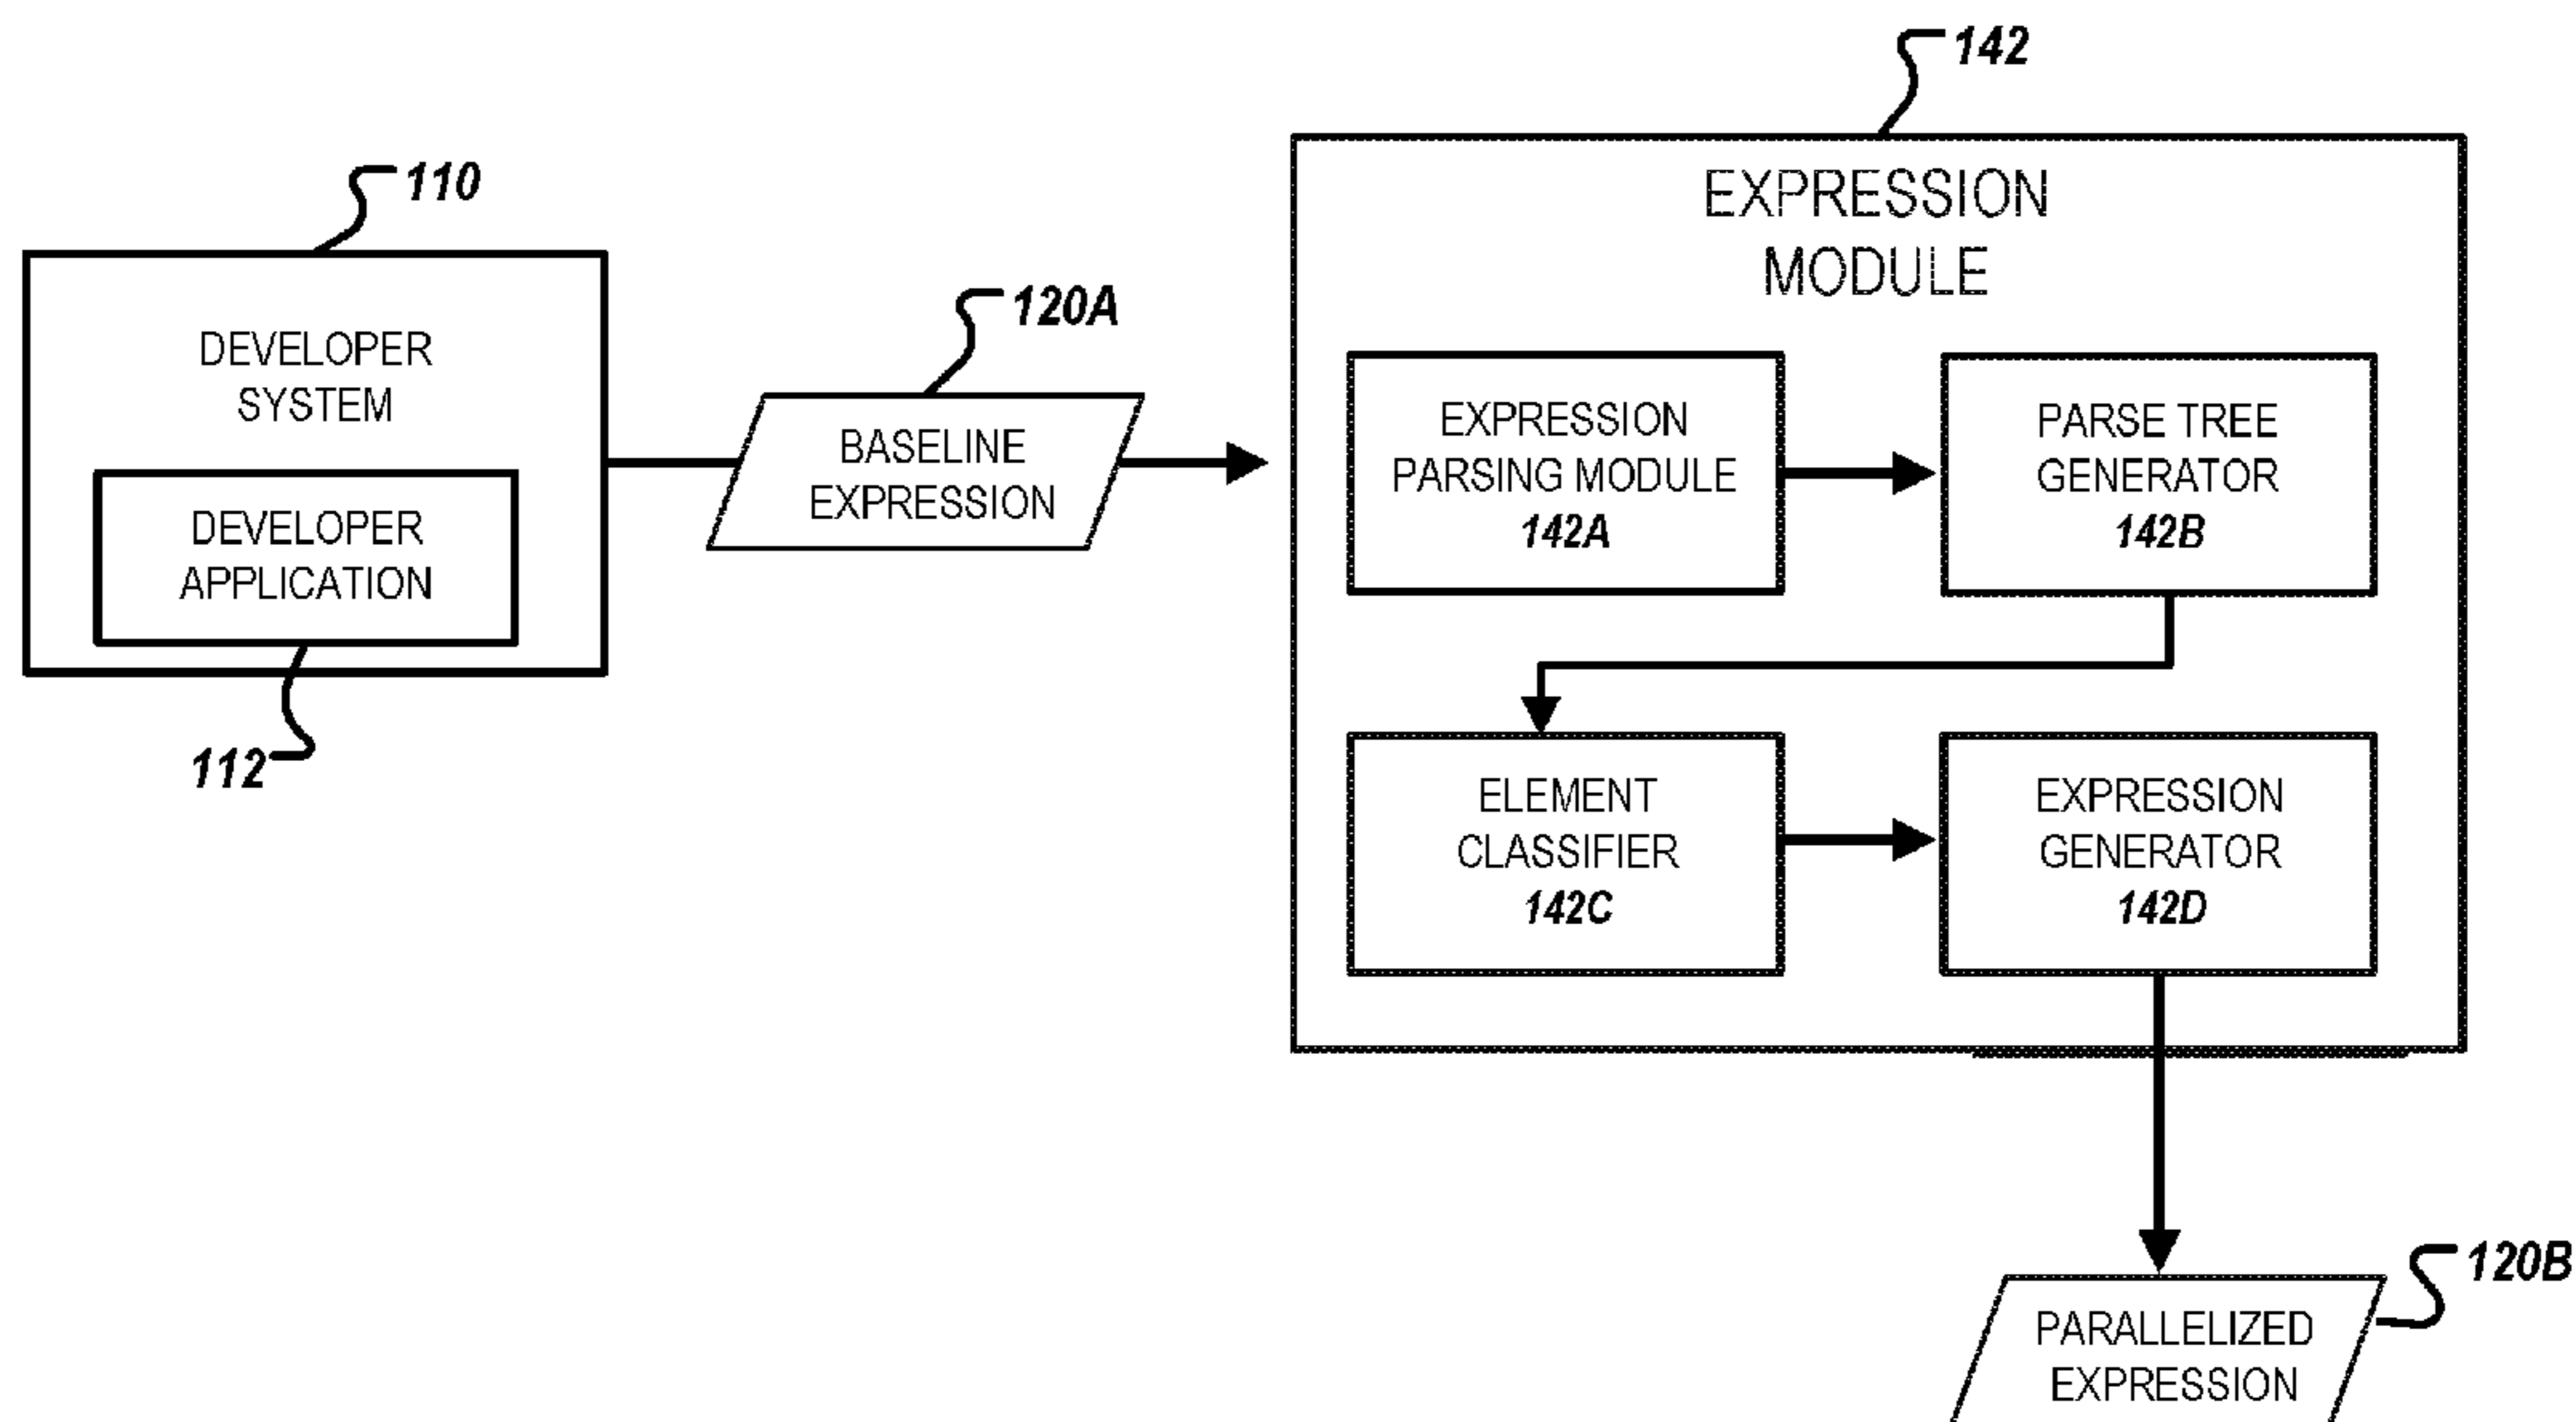 110
DEVELOPER
SYSTEM
DEVELOPER
APPLICATION
112
120A
BASELINE
EXPRESSION
142
EXPRESSION
MODULE
EXPRESSION
PARSING MODULE
142A
PARSE TREE
GENERATOR
142B
ELEMENT
CLASSIFIER
142C
EXPRESSION
GENERATOR
142D
120B
PARALLELIZED
EXPRESSION